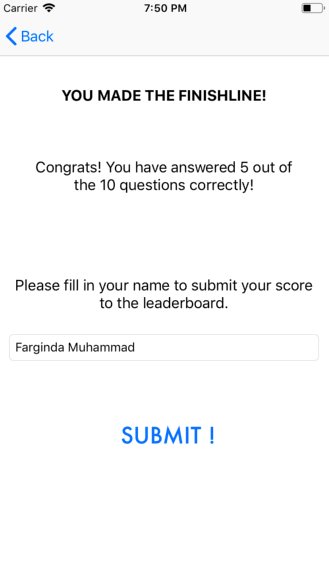 Carrier 7:50 PM
Back
YOU MADE THE FINISHLINE!
Congrats! You have answered 5 out of
the 10 questions correctly!
Please fill in your name to submit your score
to the leaderboard.
Farginda Muhammad
SUBMIT !